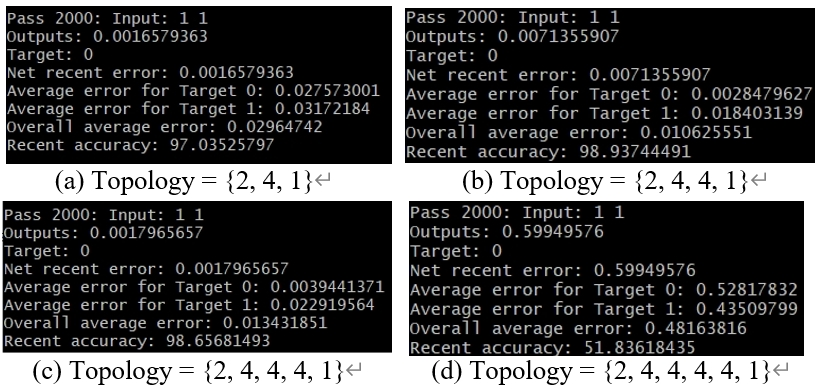 Pass 2000: Input: 1 1
Outputs: 0.0016579363
Target: 0
Net recent error: 0.0016579363
Average error for Target 0: 0.027573001
Average error for Target 1: 0.03172184
Overall average error: 0.02964742
Recent accuracy: 97.03525797
(a) Topology = {2, 4, 1}↵
Pass 2000: Input: 1 1
Outputs: 0.0071355907
Target: 0
Net recent error: 0.0071355907
Average error for Target 0: 0.0028479627
Average error for Target 1: 0.018403139
Overall average error: 0.010625551
Recent accuracy: 98.93744491
(b) Topology = {2, 4, 4, 1}↵
Pass 2000: Input: 1 1
Outputs: 0.0017965657
Target: 0
Net recent error: 0.0017965657
Average error for Target 0: 0.0039441371
Average error for Target 1: 0.022919564
Overall average error: 0.013431851
Recent accuracy: 98.65681493
(c) Topology = {2, 4, 4, 4, 1}↵
Pass 2000: Input: 1 1
Outputs: 0.59949576
Target: 0
Net recent error: 0.59949576
Average error for Target 0: 0.52817832
Average error for Target 1: 0.43509799
Overall average error: 0.48163816
Recent accuracy: 51.83618435
(d) Topology = {2, 4, 4, 4, 4, 1}↵